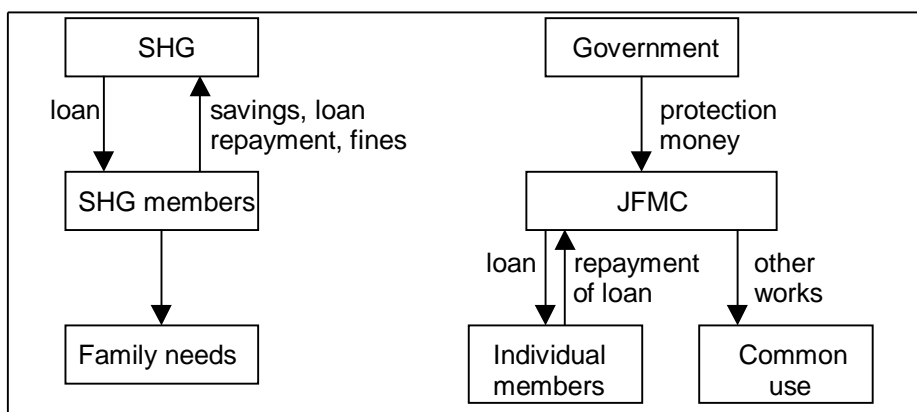 SHG
loan
savings, loan
repayment, fines
SHG members
Family needs
Government
protection
money
JFMC
loan
repayment
of loan
other
works
Individual
members
Common
use